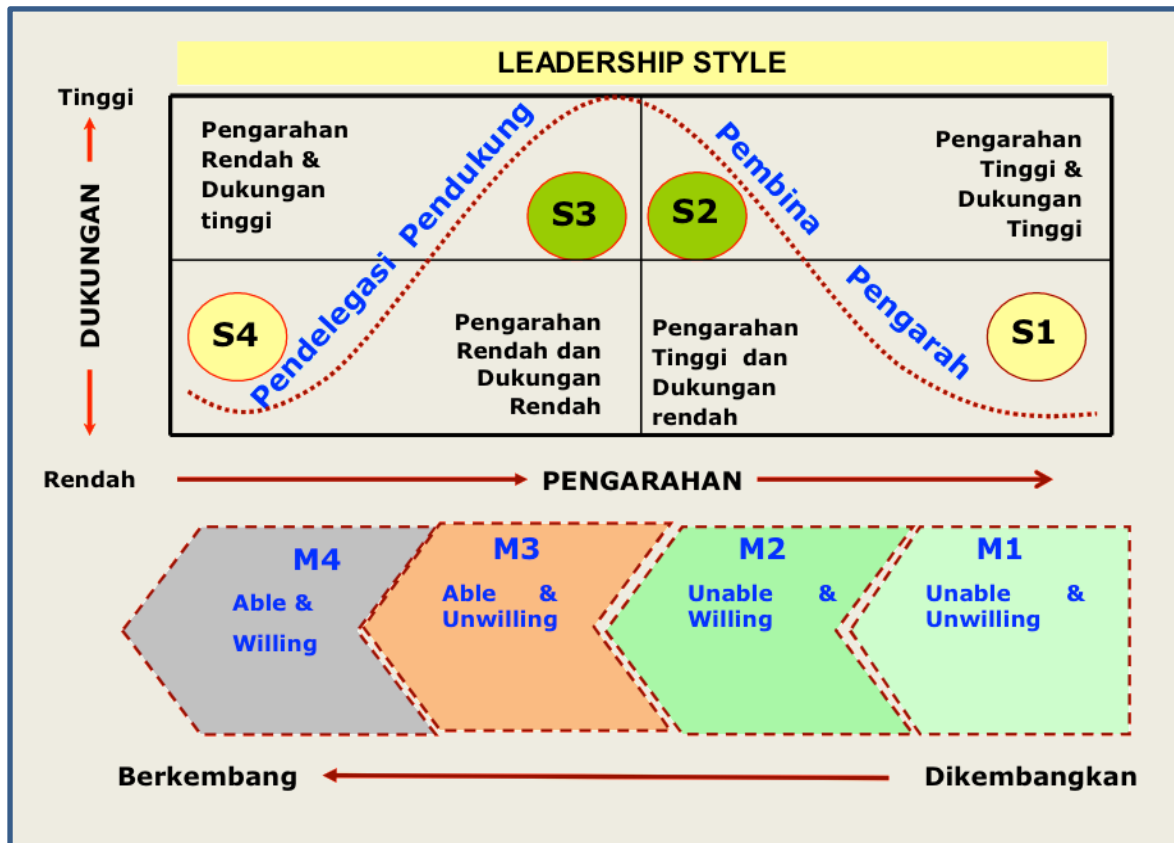 LEADERSHIP STYLE
Tinggi
DUKUNGAN
Rendah
Pengarahan
Rendah &
Dukungan
tinggi
Pendukung
S3
S2
Pembina
Pengarahan
Tinggi &
Dukungan
Tinggi
S4
Pendelegasi
Pengarahan
Rendah dan
Dukungan
Rendah
Pengarahan
Tinggi dan
Dukungan
rendah
Pengarah
S1
PENGARAHAN
M4
Able &
Willing
M3
Able &
Unwilling
M2
Unable &
Willing
M1
Unable &
Unwilling
Berkembang
Dikembangkan